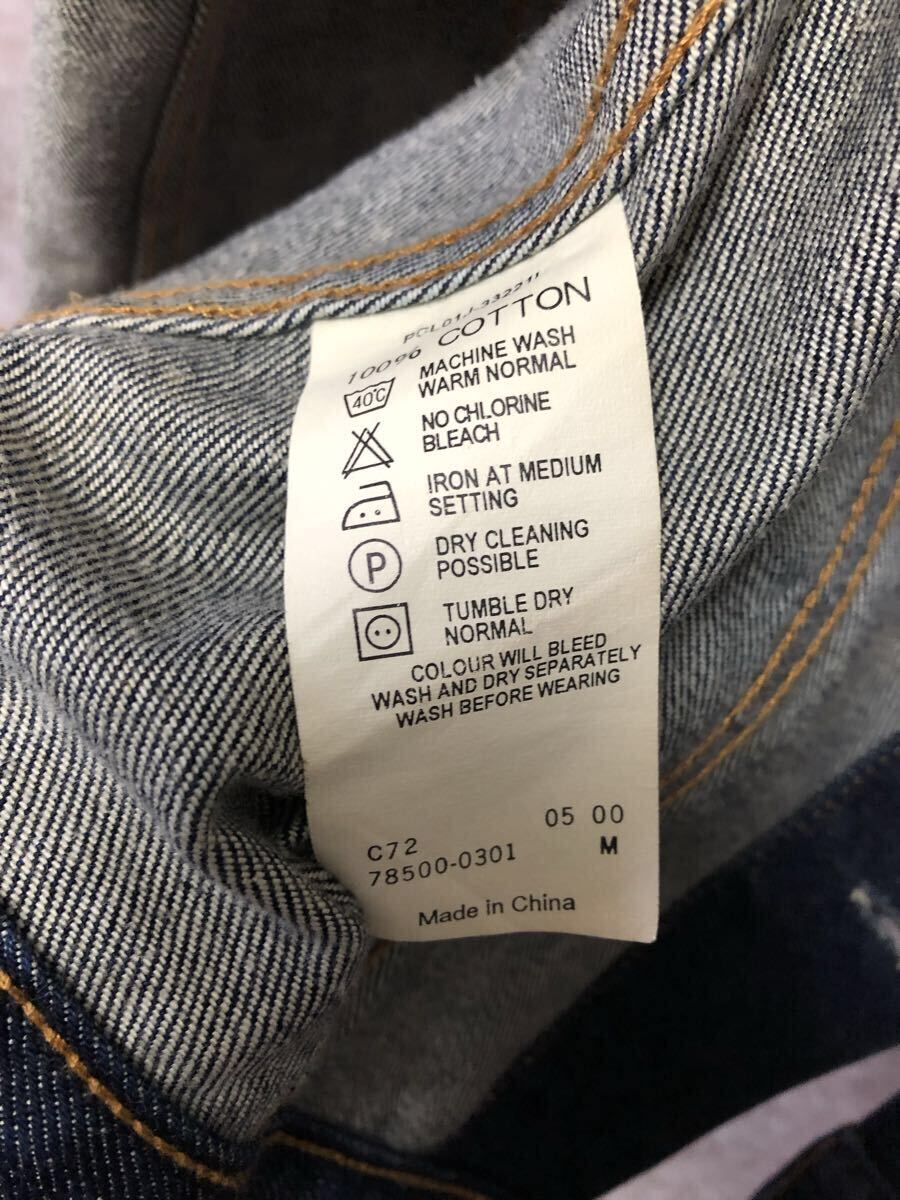 100% COTTON
40°C MACHINE WASH
WARM NORMAL
NO CHLORINE
BLEACH
IRON AT MEDIUM
SETTING
P DRY CLEANING
POSSIBLE
TUMBLE DRY
NORMAL
COLOUR WILL BLEED
WASH AND DRY SEPARATELY
WASH BEFORE WEARING
C72 05 00
78500-0301 M
Made in China